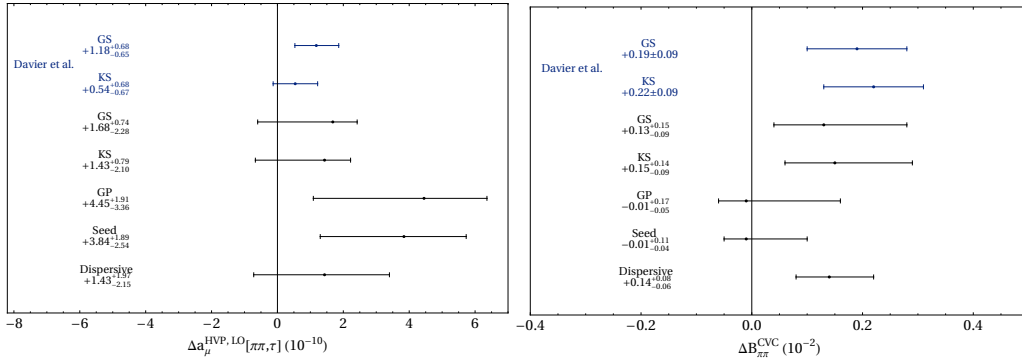 GS
+1.18+0.68−0.65
Davier et al.
KS
+0.54+0.68−0.67
GS
+1.68+0.74−2.28
KS
+1.43+0.79−2.10
GP
+4.45+1.91−3.36
Seed
+3.84+1.89−2.54
Dispersive
+1.43+1.97−2.15
−8 −6 −4 −2 0 2 4 6
Δaμ^HVP, LO[ππ,τ] (10^−10)
GS
+0.19±0.09
Davier et al.
KS
+0.22±0.09
GS
+0.13+0.15−0.09
KS
+0.15+0.14−0.09
GP
−0.01+0.17−0.05
Seed
−0.01+0.11−0.04
Dispersive
+0.14+0.08−0.06
−0.4 −0.2 0.0 0.2 0.4
ΔBππ^CVC (10^−2)